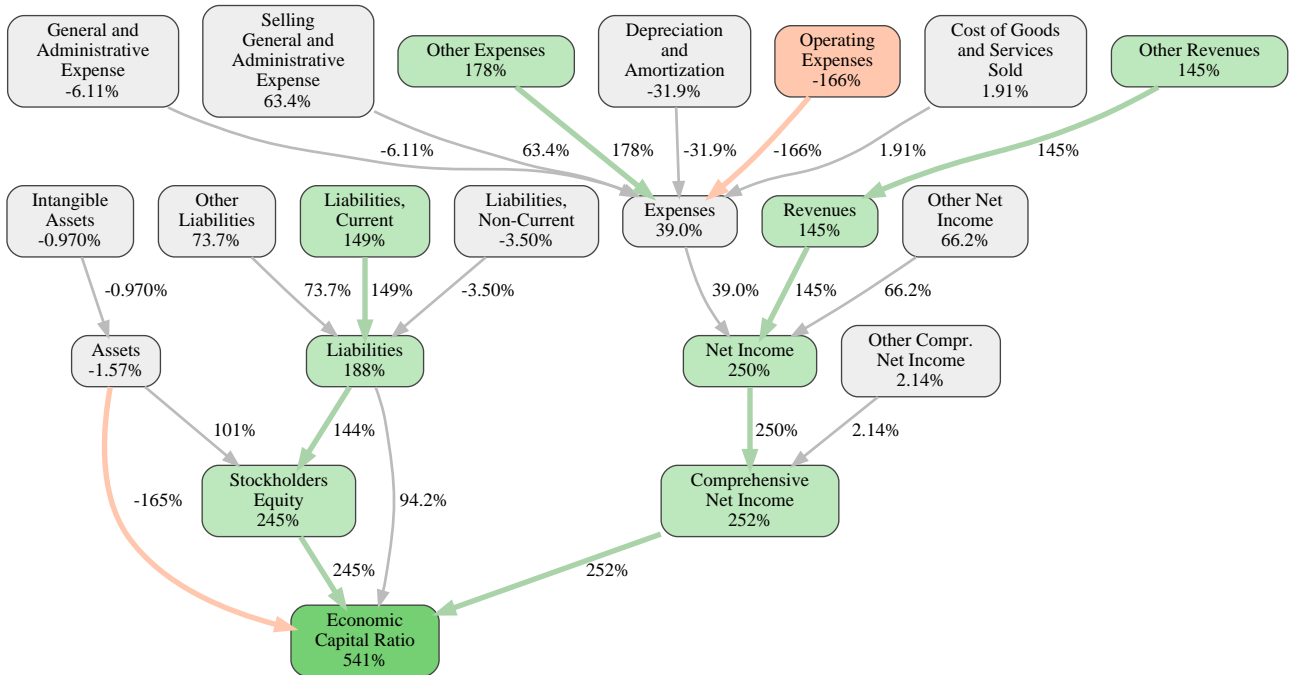 General and
Administrative
Expense
-6.11%
Selling
General and
Administrative
Expense
63.4%
Other Expenses
178%
Depreciation
and
Amortization
-31.9%
Operating
Expenses
-166%
Cost of Goods
and Services
Sold
1.91%
Other Revenues
145%
-6.11%
63.4%
178%
-31.9%
-166%
1.91%
145%
Intangible
Assets
-0.970%
Other
Liabilities
73.7%
Liabilities,
Current
149%
Liabilities,
Non-Current
-3.50%
Expenses
39.0%
Revenues
145%
Other Net
Income
66.2%
-0.970%
73.7%
149%
-3.50%
39.0%
145%
66.2%
Assets
-1.57%
Liabilities
188%
Net Income
250%
Other Compr.
Net Income
2.14%
101%
144%
250%
2.14%
-165%
Stockholders
Equity
245%
94.2%
Comprehensive
Net Income
252%
245%
252%
Economic
Capital Ratio
541%